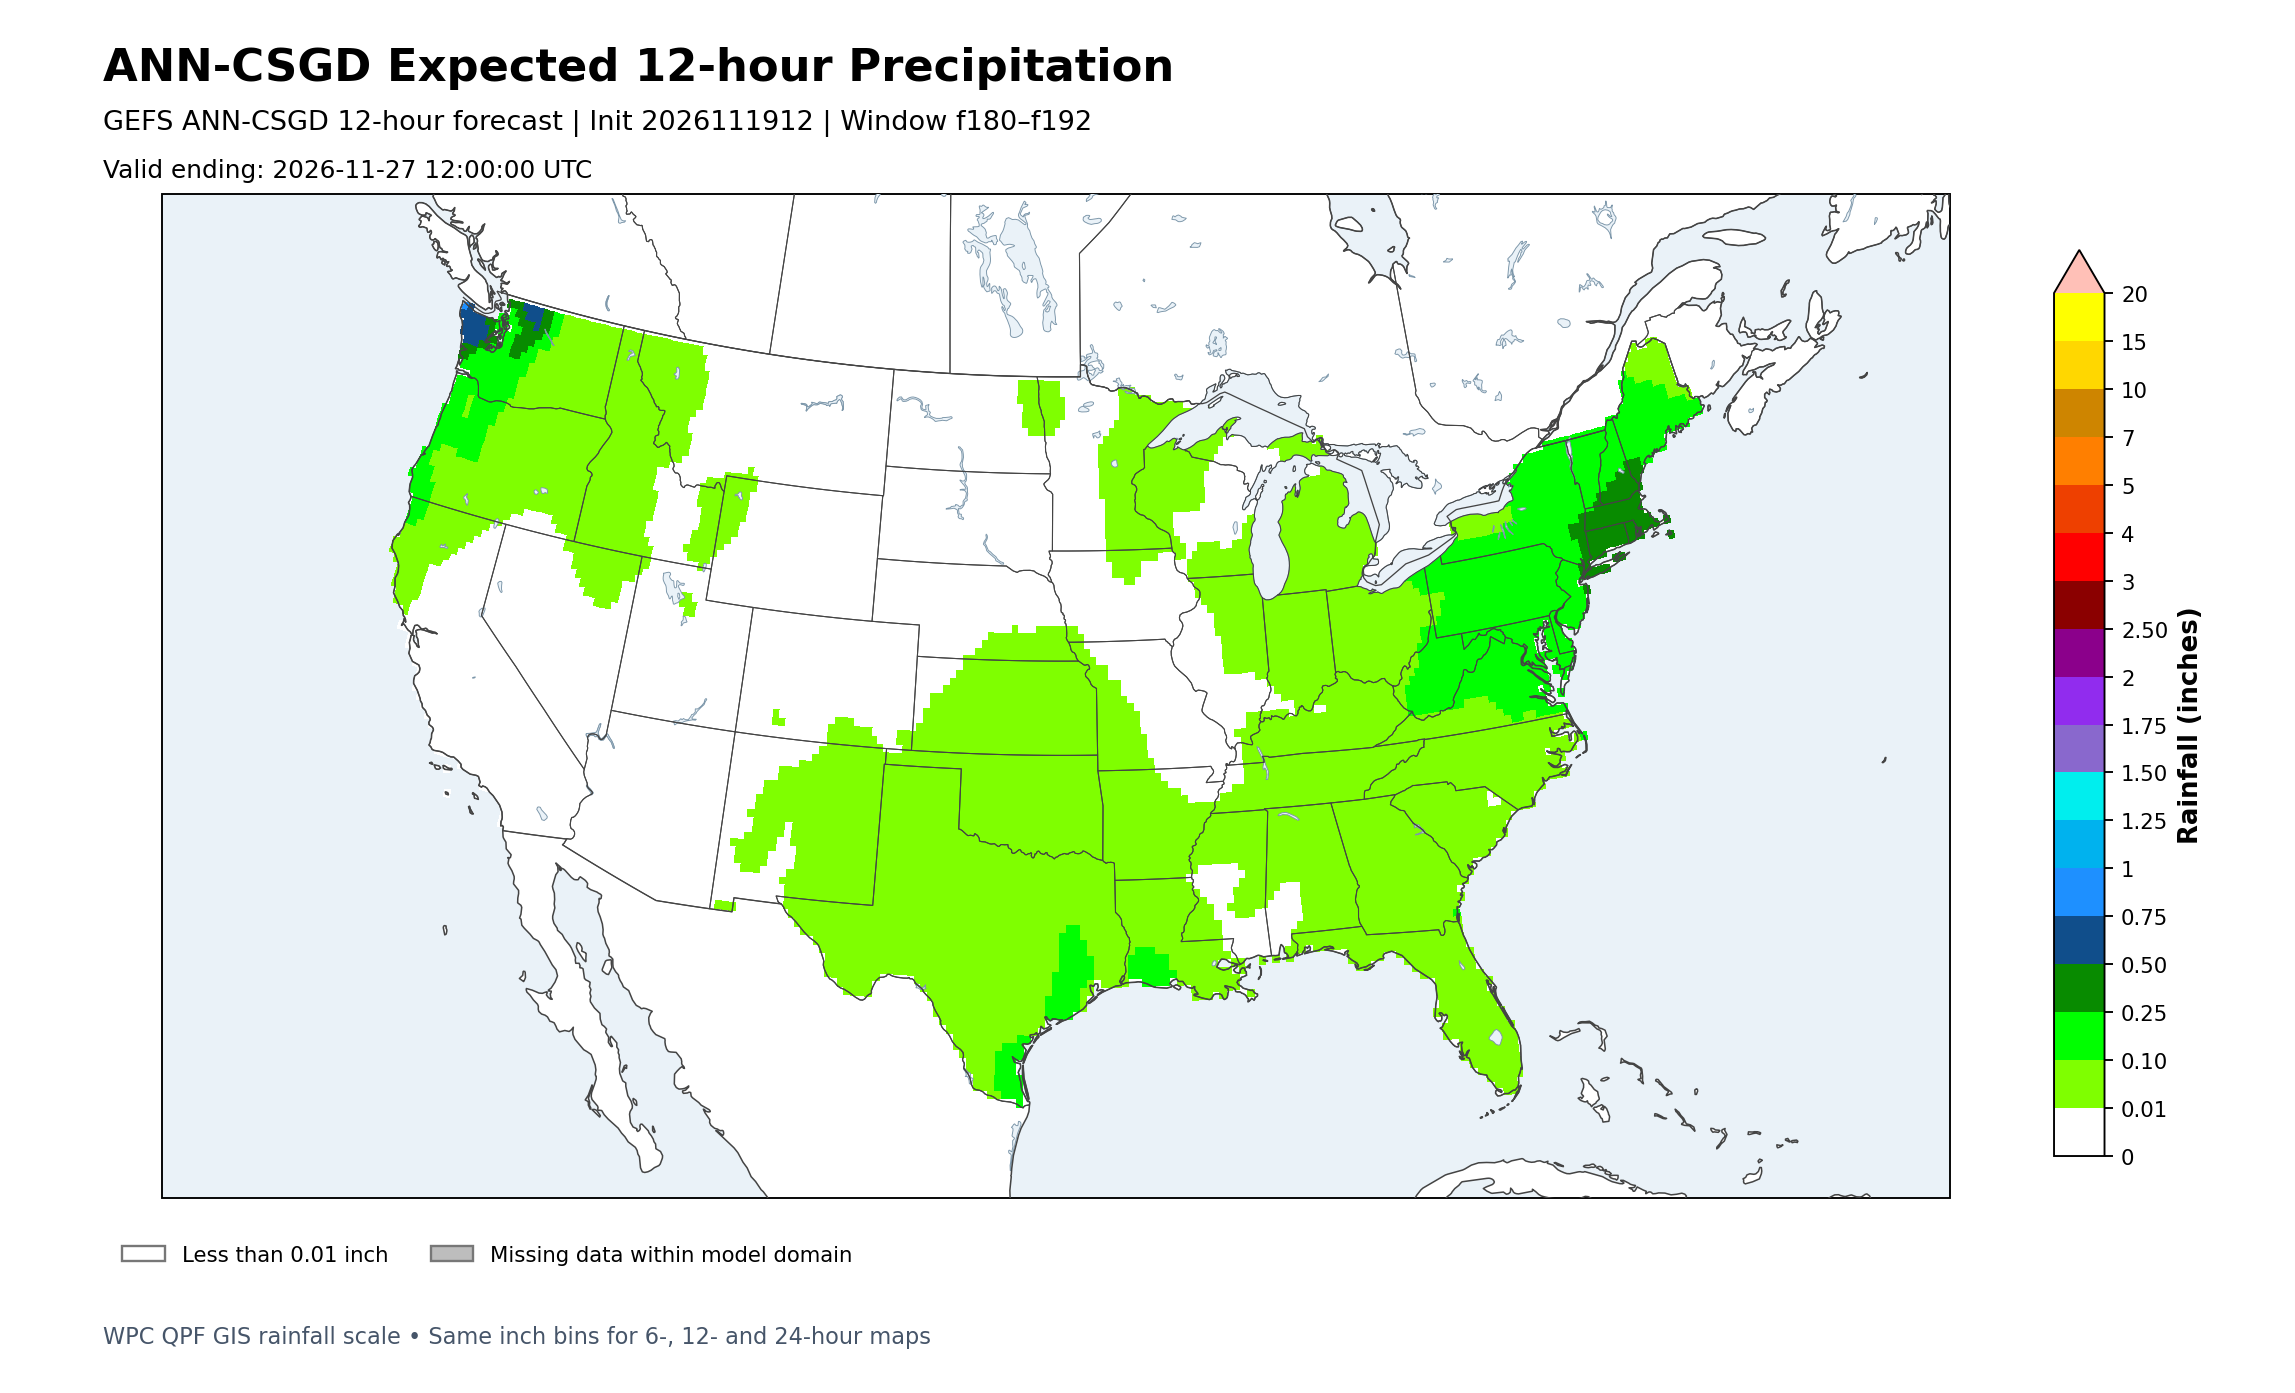 ANN-CSGD Expected 12-hour Precipitation
GEFS ANN-CSGD 12-hour forecast | Init 2026111912 | Window f180–f192
Valid ending: 2026-11-27 12:00:00 UTC
20
15
10
7
5
4
3
2.50
2
1.75
1.50
1.25
1
0.75
0.50
0.25
0.10
0.01
0
Rainfall (inches)
Less than 0.01 inch
Missing data within model domain
WPC QPF GIS rainfall scale • Same inch bins for 6-, 12- and 24-hour maps